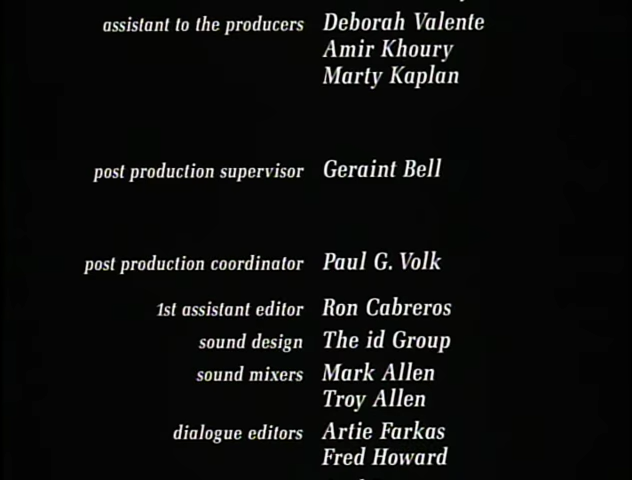 assistant to the producers Deborah Valente
Amir Khoury
Marty Kaplan
post production supervisor Geraint Bell
post production coordinator Paul G. Volk
1st assistant editor Ron Cabreros
sound design The id Group
sound mixers Mark Allen
Troy Allen
dialogue editors Artie Farkas
Fred Howard